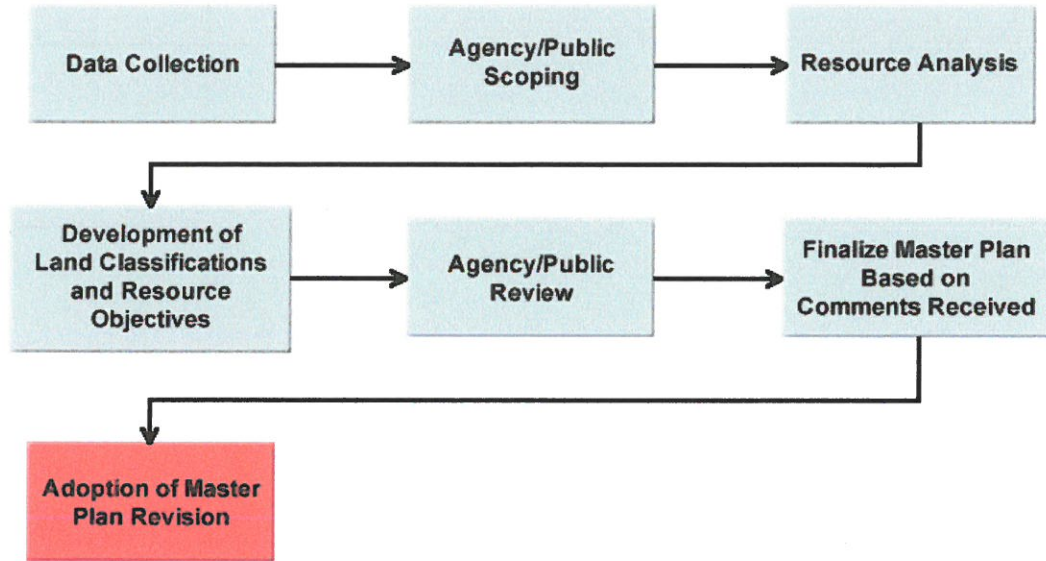 Data Collection
Agency/Public
Scoping
Resource Analysis
Development of
Land Classifications
and Resource
Objectives
Agency/Public
Review
Finalize Master Plan
Based on
Comments Received
Adoption of Master
Plan Revision